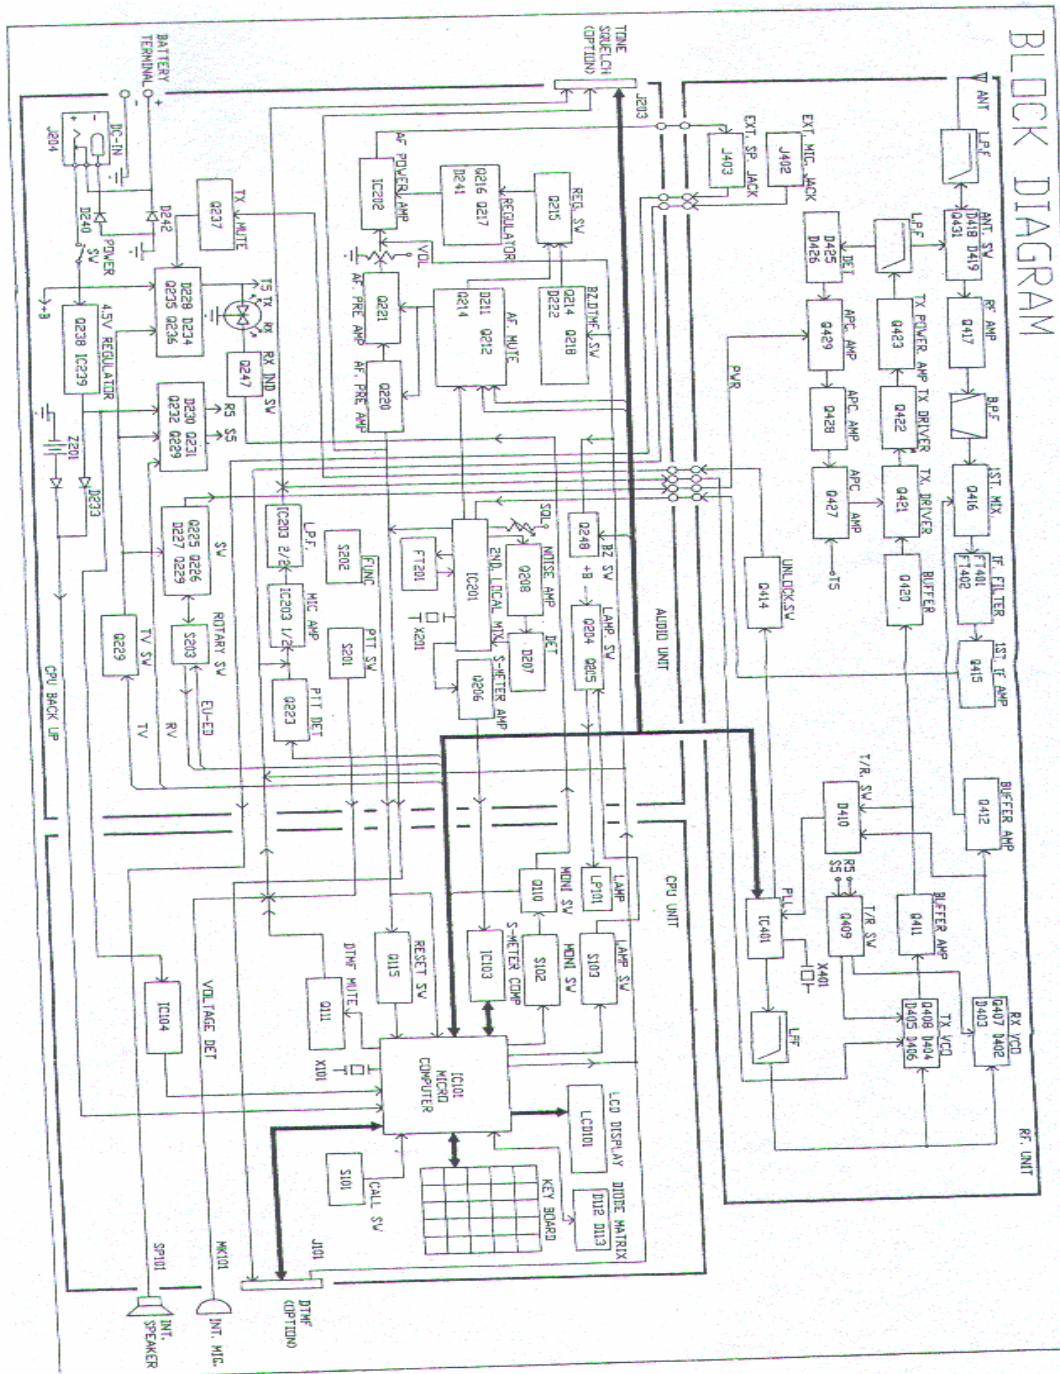 BLOCK DIAGRAM
ANT
L.P.F
ANT. SW
D418 D419
Q431
RF AMP
Q417
B.P.F
1ST. MIX
Q416
IF. FILTER
FT401
FT402
1ST. IF AMP
Q415
BUFFER AMP
Q412
RX VCO
Q407 D402
D403
RF. UNIT
L.P.F
TX POWER. AMP
Q423
TX DRIVER
Q422
TX. DRIVER
Q421
BUFFER
Q420
T/R. SW
D410
BUFFER AMP
Q411
TX VCO
Q408 D404
D405 D406
DET
D425
D426
APC. AMP
Q429
APC. AMP
Q428
APC AMP
Q427
T5
R5
S5
T/R SW
Q409
PLL
IC401
X401
LPF
UNLOCK.SW
Q414
PWR
EXT. MIC. JACK
J402
EXT. SP. JACK
J403
J203
TONE
SQUELCH
(OPTION)
AUDIO UNIT
CPU UNIT
REG. SW
Q215
REGULATOR
Q216 Q217
D241
AF POWER AMP
IC202
VOL
BZ.DTMF SW
Q214
Q218
D222
AF. MUTE
D211 Q212
Q214
AF. PRE AMP
Q221
AF. PRE AMP
Q220
BZ SW
Q248
+B
LAMP. SW
Q204 Q205
LAMP
LP101
LAMP SW
S103
SQL
NOISE. AMP
Q208
DET
D207
2ND. LOCAL MIX.
IC201
FT201
X201
S-METER AMP
Q206
MONI SW
Q110
MONI SW
S102
S-METER COMP
IC103
FUNC
S202
PTT SW
S201
L.P.F.
IC203 2/2
MIC AMP
IC203 1/2
PTT DET
Q223
RESET SW
Q115
DTMF MUTE
Q111
X101
IC101
MICRO
COMPUTER
LCD DISPLAY
LCD101
DIODE MATRIX
D112 D113
KEY BOARD
CALL SW
S101
J101
DTMF
(OPTION)
BATTERY
TERMINAL
+
-
DC-IN
J204
D240
D242
POWER
SW
+B
TX
MUTE
Q237
D228 D234
Q235 Q236
T5
TX
RX
RX IND SW
Q247
4.5V REGULATOR
Q238 IC239
D230 Q231
Q232 Q229
R5
S5
Z201
D233
SW
Q225 Q226
D227 Q229
ROTARY SW
S203
TV SW
Q229
EU-ED
RV
TV
CPU BACK UP
VOLTAGE DET
IC104
MK101
INT. MIC.
SP101
INT.
SPEAKER